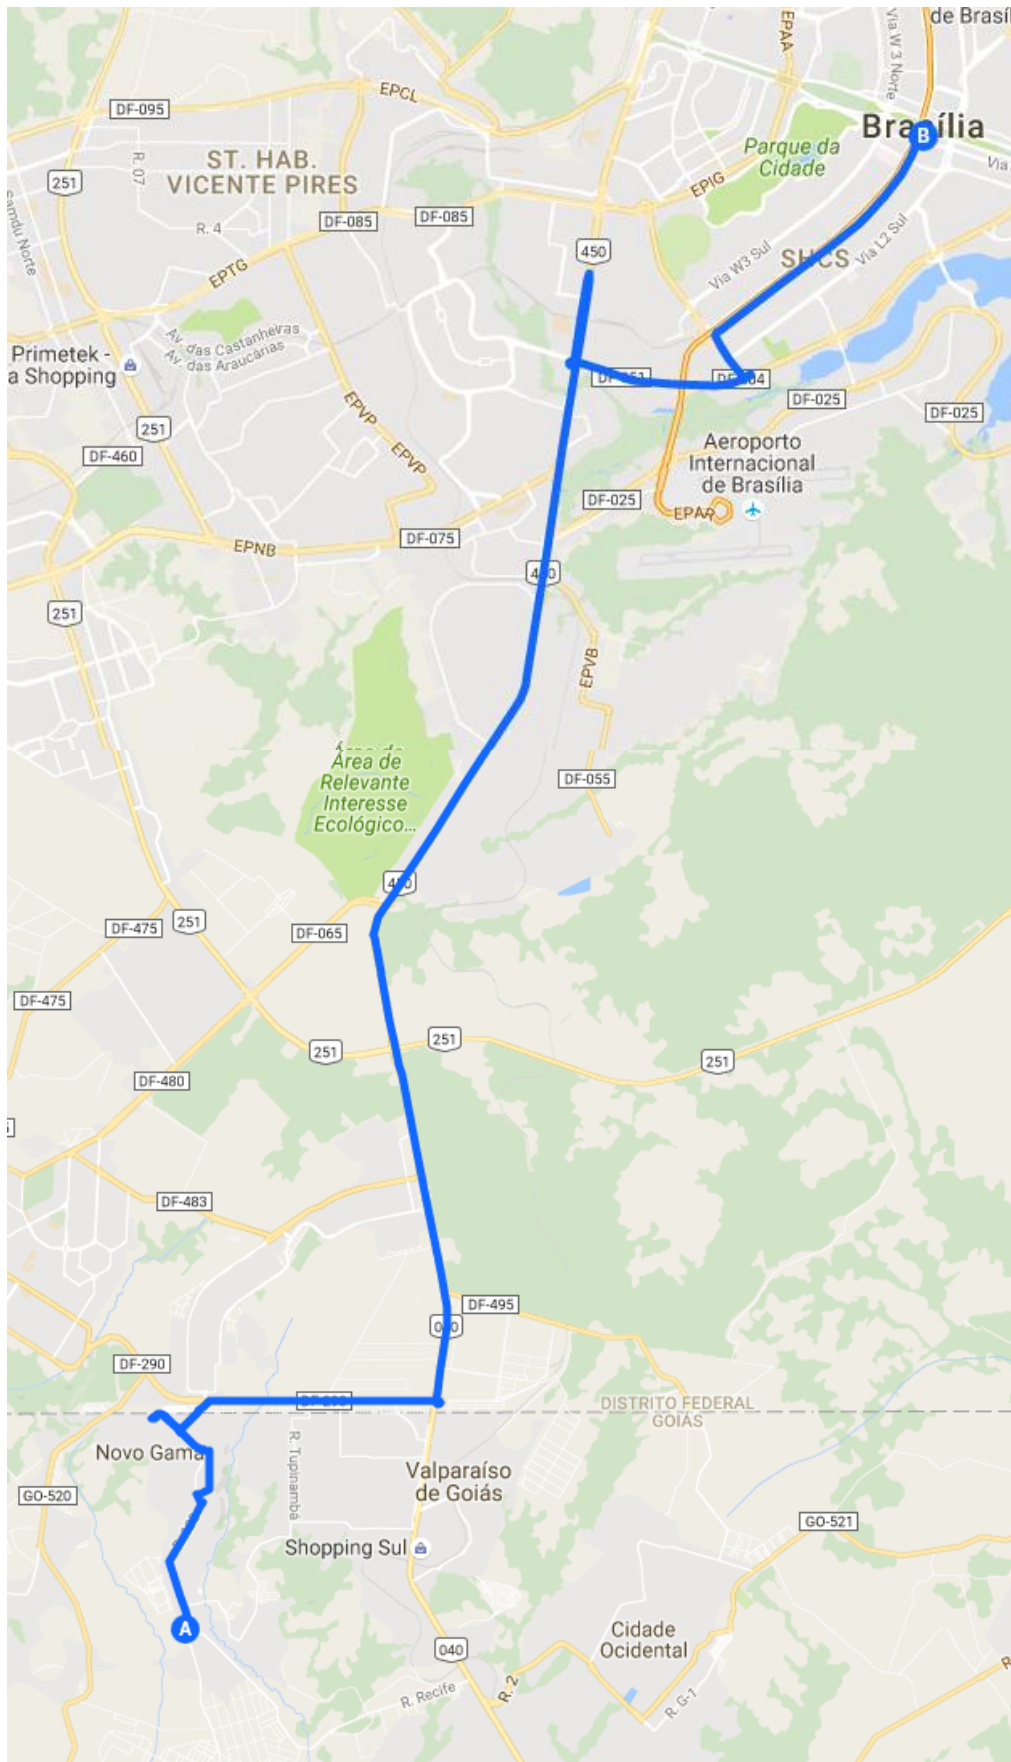 de Brasíl
Via W 3 Norte
EPAA
EPCL
DF-095
Brasília
B
Via
Parque da
Cidade
ST. HAB.
VICENTE PIRES
R. 07
251
EPIG
Samdu Norte
DF-085
DF-085
R. 4
450
Via W3 Sul
SHCS
Via L2 Sul
EPTG
Av. das Castanheiras
Av. das Araucárias
Primetek -
a Shopping
DF-025
DF-025
EPVP
251
DF-460
EPVP
Aeroporto
Internacional
de Brasília
DF-025
EPAR
DF-075
EPNB
251
EPVB
DF-055
Área de
Relevante
Interesse
Ecológico...
DF-475
251
DF-065
DF-475
251
251
251
DF-480
DF-483
DF-495
DF-290
DISTRITO FEDERAL
GOIÁS
Novo Gama
R. Tupinambá
Valparaíso
de Goiás
GO-520
GO-521
Shopping Sul
A
Cidade
Ocidental
040
R. 2
R. Recife
R. G-1
R